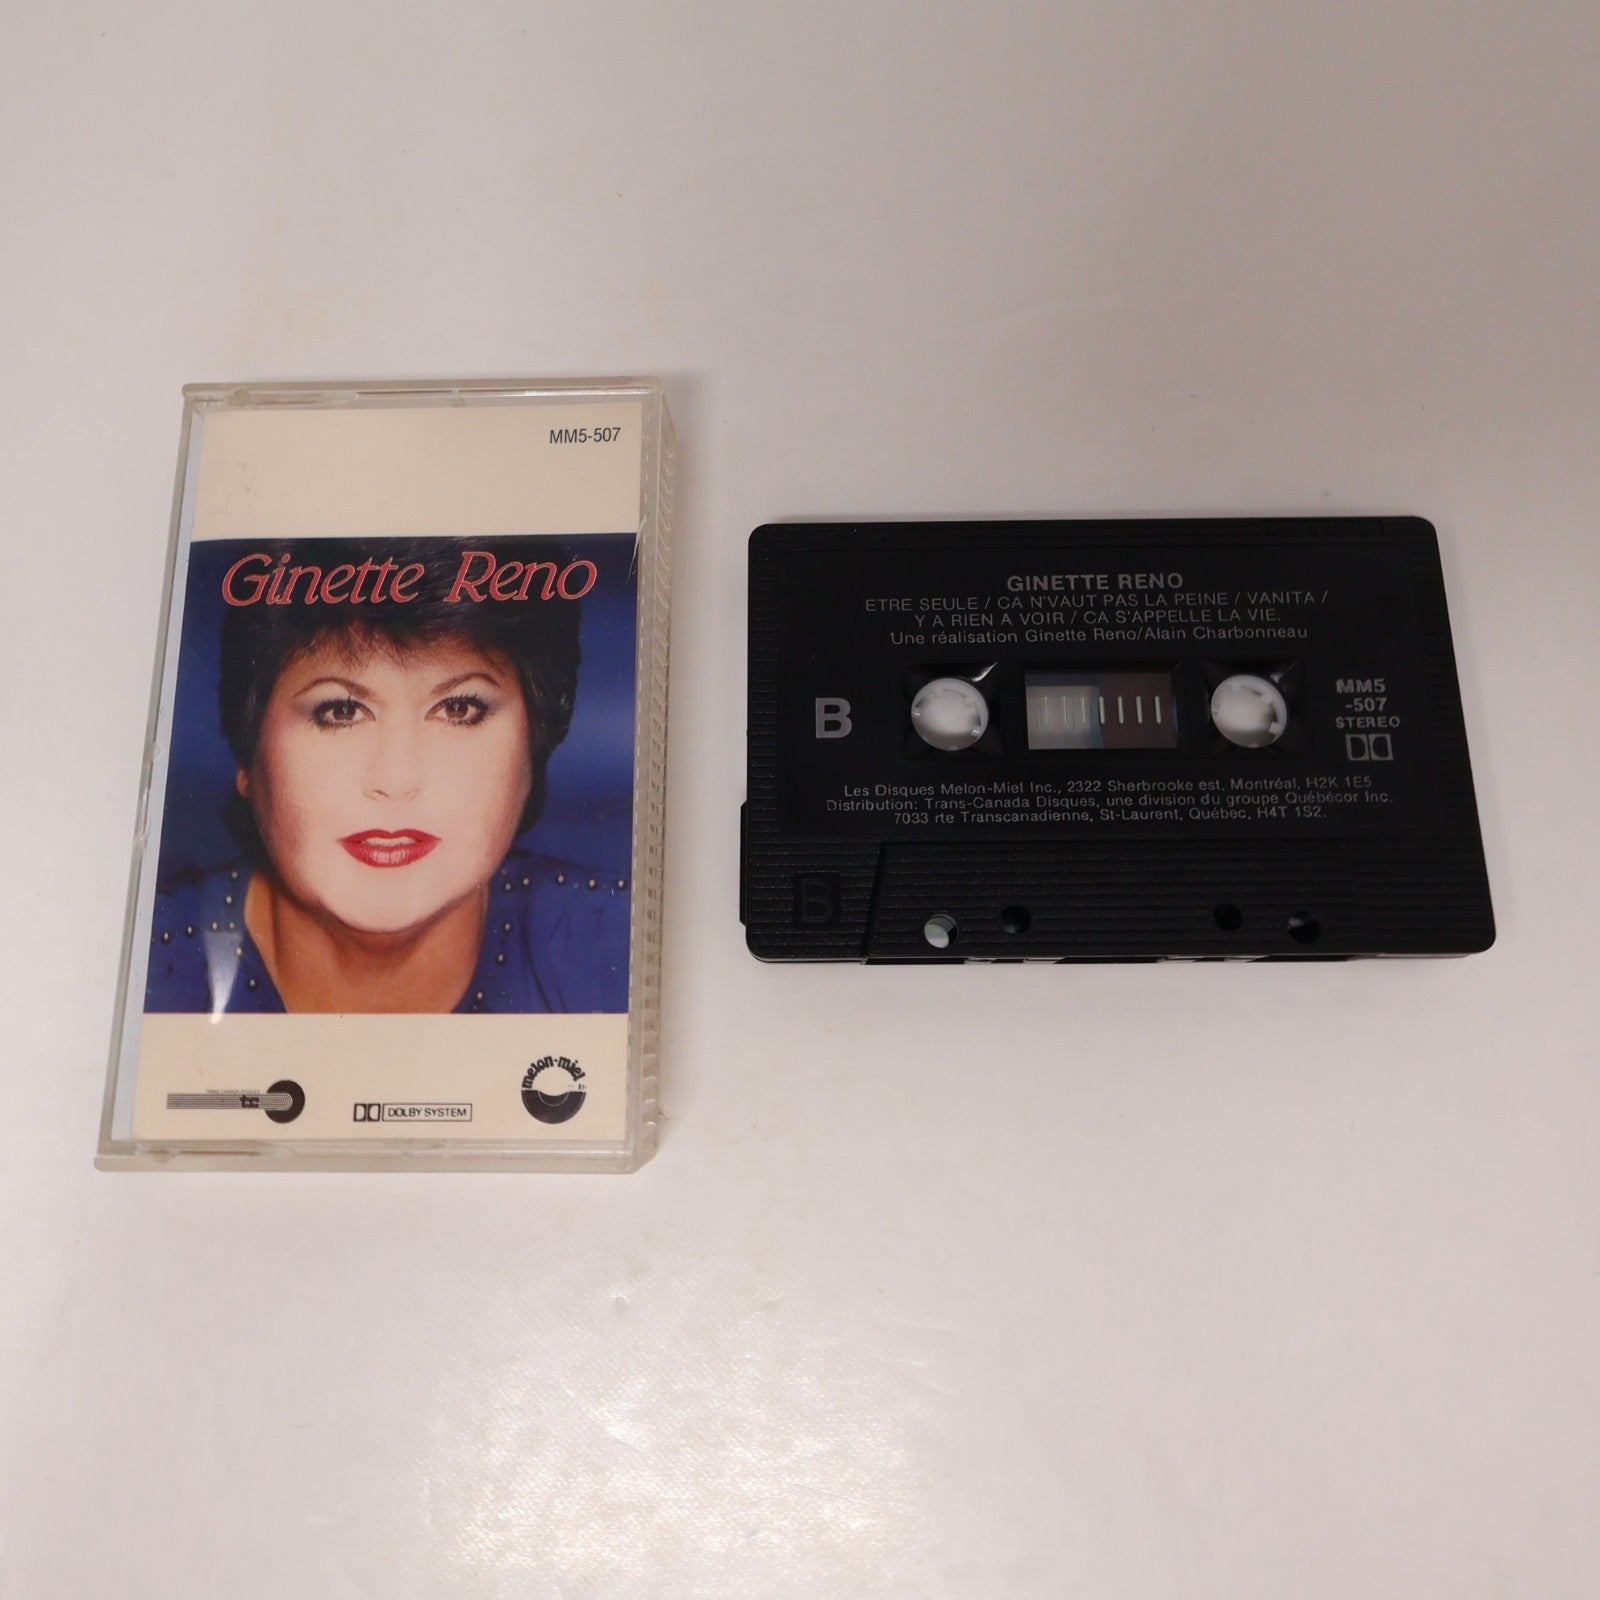 MM5-507
Ginette Reno
DOLBY SYSTEM
melon-miel
MADE IN CANADA
GINETTE RENO
ETRE SEULE / CA N'VAUT PAS LA PEINE / VANITA /
Y A RIEN A VOIR / CA S'APPELLE LA VIE.
Une réalisation Ginette Reno/Alain Charbonneau
B
MM5
-507
STEREO
Les Disques Melon-Miel Inc., 2322 Sherbrooke est, Montréal, H2K 1E5
Distribution: Trans-Canada Disques, une division du groupe Québécor Inc.
7033 rte Transcanadienne, St-Laurent, Québec, H4T 1S2.
B